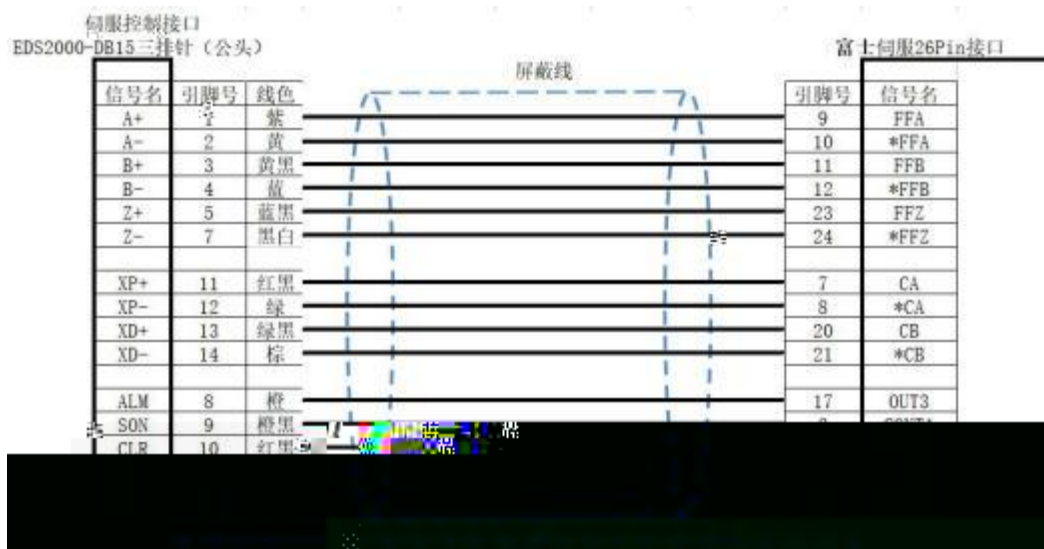 伺服控制接口
EDS2000-DB15三排针（公头）
富士伺服26Pin接口
屏蔽线
信号名 引脚号 线色 引脚号 信号名
A+ 紫 9 FFA
A- 2 黄 10 *FFA
B+ 3 黄黑 11 FFB
B- 4 蓝 12 *FFB
Z+ 5 蓝黑 23 FFZ
Z- 7 黑白 24 *FFZ
XP+ 11 红黑 7 CA
XP- 12 绿 8 *CA
XD+ 13 绿黑 20 CB
XD- 14 棕 21 *CB
ALM 8 橙 17 OUT3
SON 9 橙黑
CLR 10 红黑